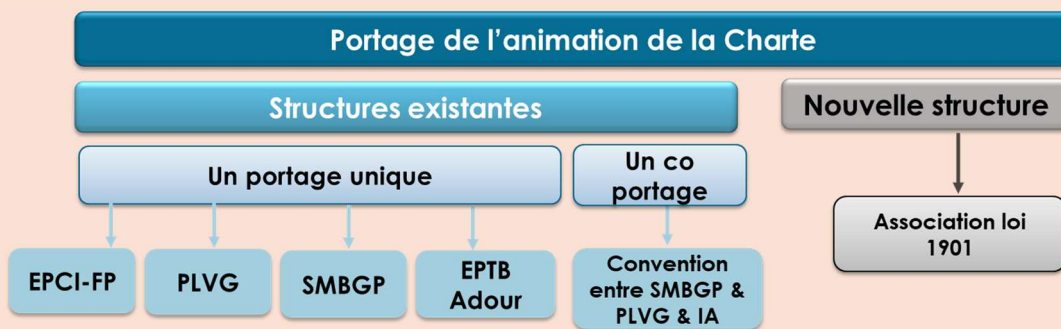 Portage de l'animation de la Charte
Structures existantes
Nouvelle structure
Un portage unique
Un co
portage
Association loi
1901
EPCI-FP
PLVG
SMBGP
EPTB
Adour
Convention
entre SMBGP &
PLVG & IA